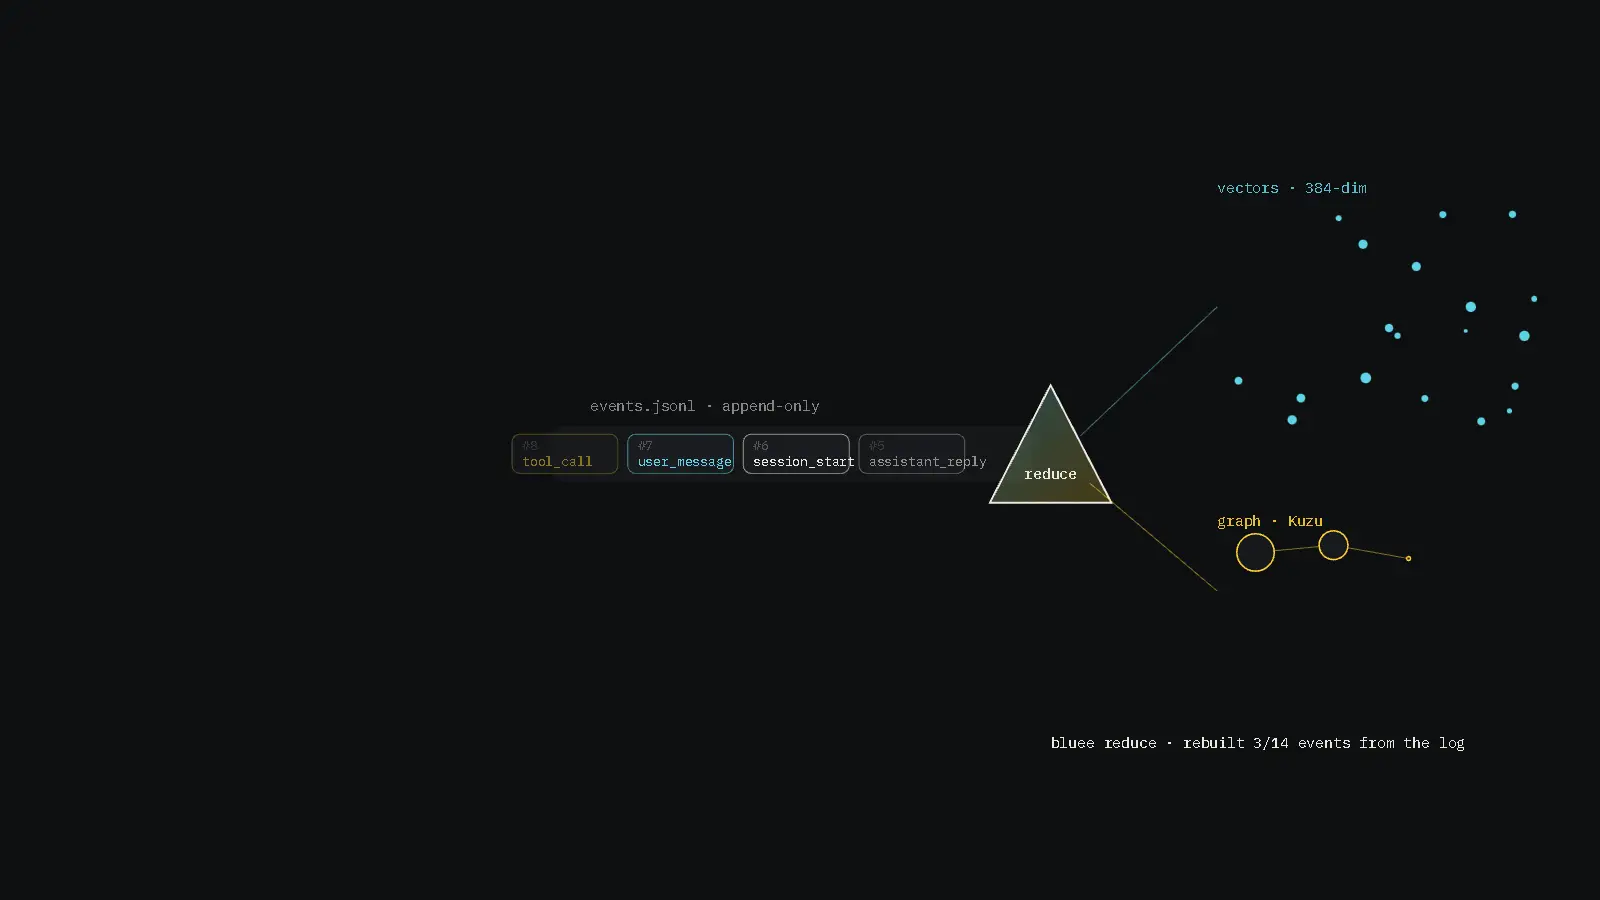 vectors · 384-dim
events.jsonl · append-only
#8
tool_call
#7
user_message
#6
session_start
#5
assistant_reply
reduce
graph · Kuzu
bluee reduce · rebuilt 3/14 events from the log